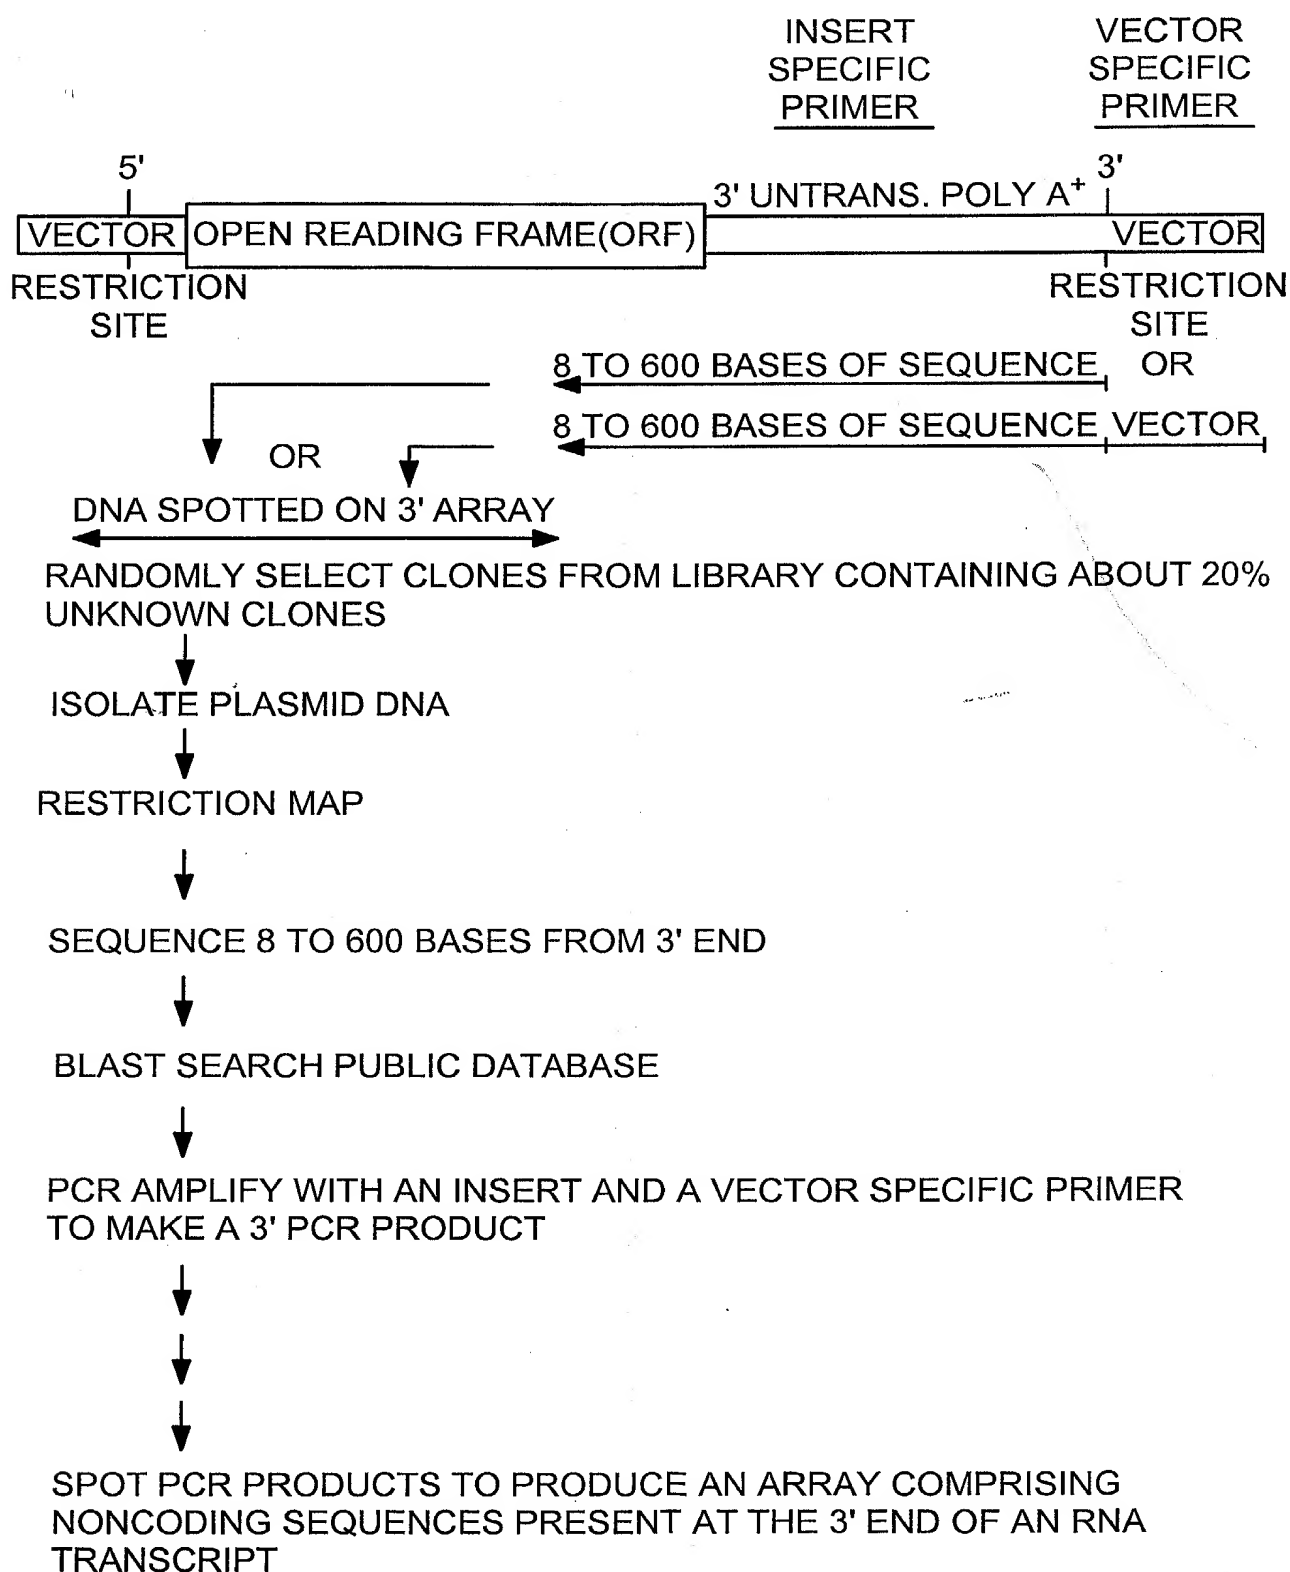 INSERT
SPECIFIC
PRIMER
VECTOR
SPECIFIC
PRIMER
5'
3' UNTRANS. POLY A+
3'
VECTOR
OPEN READING FRAME(ORF)
VECTOR
RESTRICTION
SITE
RESTRICTION
SITE
8 TO 600 BASES OF SEQUENCE
OR
8 TO 600 BASES OF SEQUENCE
VECTOR
OR
DNA SPOTTED ON 3' ARRAY
RANDOMLY SELECT CLONES FROM LIBRARY CONTAINING ABOUT 20%
UNKNOWN CLONES
ISOLATE PLASMID DNA
RESTRICTION MAP
SEQUENCE 8 TO 600 BASES FROM 3' END
BLAST SEARCH PUBLIC DATABASE
PCR AMPLIFY WITH AN INSERT AND A VECTOR SPECIFIC PRIMER
TO MAKE A 3' PCR PRODUCT
SPOT PCR PRODUCTS TO PRODUCE AN ARRAY COMPRISING
NONCODING SEQUENCES PRESENT AT THE 3' END OF AN RNA
TRANSCRIPT